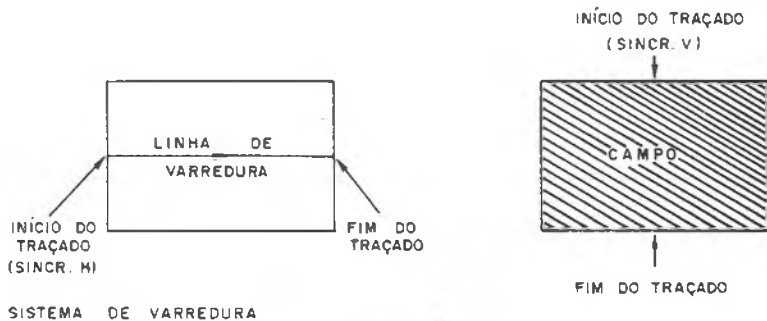 LINHA DE
VARREDURA
INÍCIO DO
TRAÇADO
(SINCR. H)
FIM DO
TRAÇADO
SISTEMA DE VARREDURA
INÍCIO DO TRAÇADO
(SINCR. V)
CAMPO
FIM DO TRAÇADO